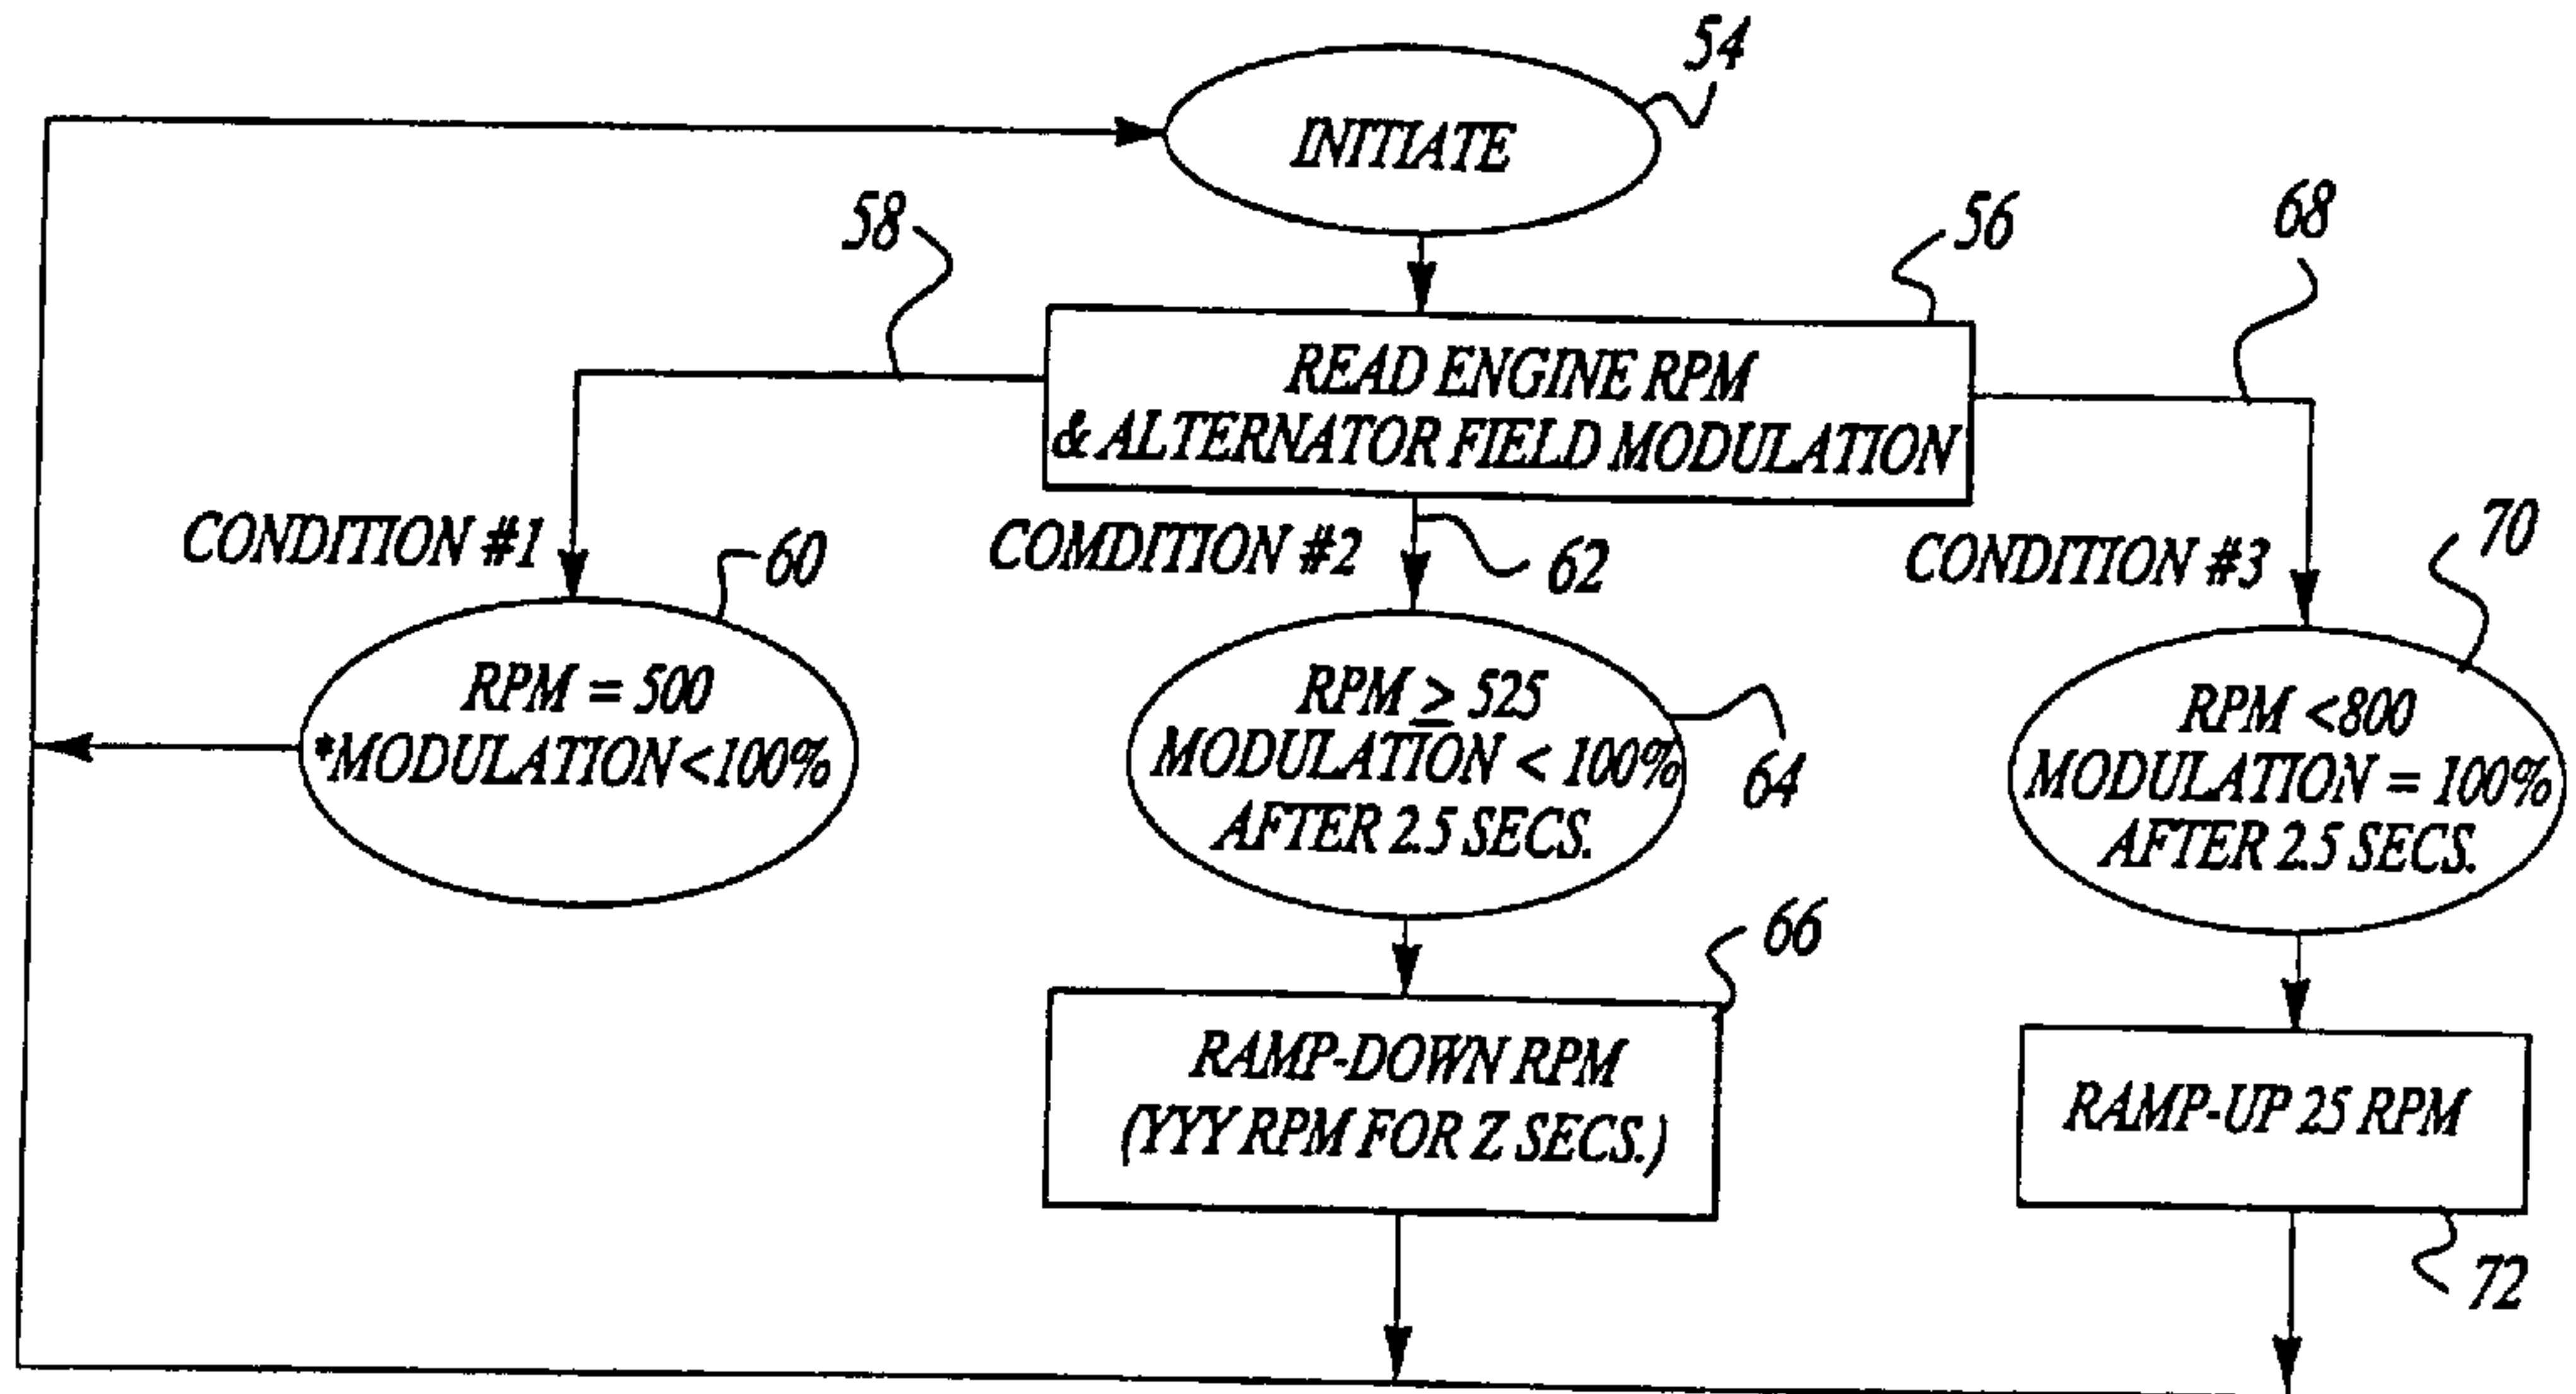 54
INITIATE
58
56
68
READ ENGINE RPM
& ALTERNATOR FIELD MODULATION
CONDITION #1
60
COMDITION #2
62
CONDITION #3
70
RPM = 500
*MODULATION<100%
RPM ≥ 525
MODULATION < 100%
AFTER 2.5 SECS.
64
RPM <800
MODULATION = 100%
AFTER 2.5 SECS.
66
RAMP-DOWN RPM
(YYY RPM FOR Z SECS.)
RAMP-UP 25 RPM
72